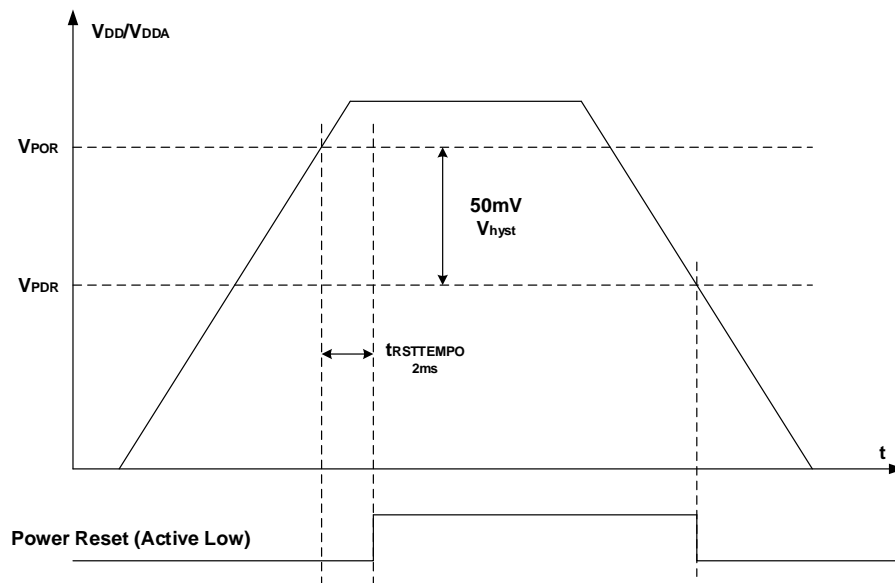 VDD/VDDA
VPOR
50mV
Vhyst
VPDR
tRSTTEMPO
2ms
t
Power Reset (Active Low)